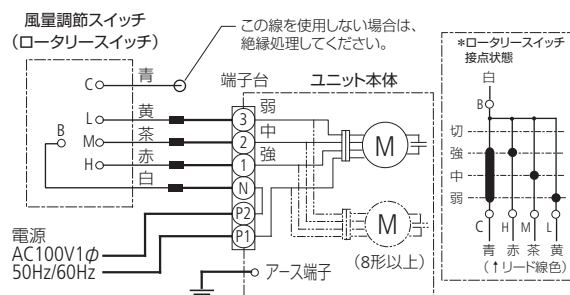 風量調節スイッチ
（ロータリースイッチ）
この線を使用しない場合は、
絶縁処理してください。
C
青
L
黄
B
M
茶
H
赤
白
端子台
ユニット本体
3
弱
2
中
1
強
N
P2
P1
M
M
（8形以上）
電源
AC100V1φ
50Hz/60Hz
アース端子
*ロータリースイッチ
接点状態
白
B
切
強
中
弱
C H M L
青 赤 茶 黄
（↑リード線色）